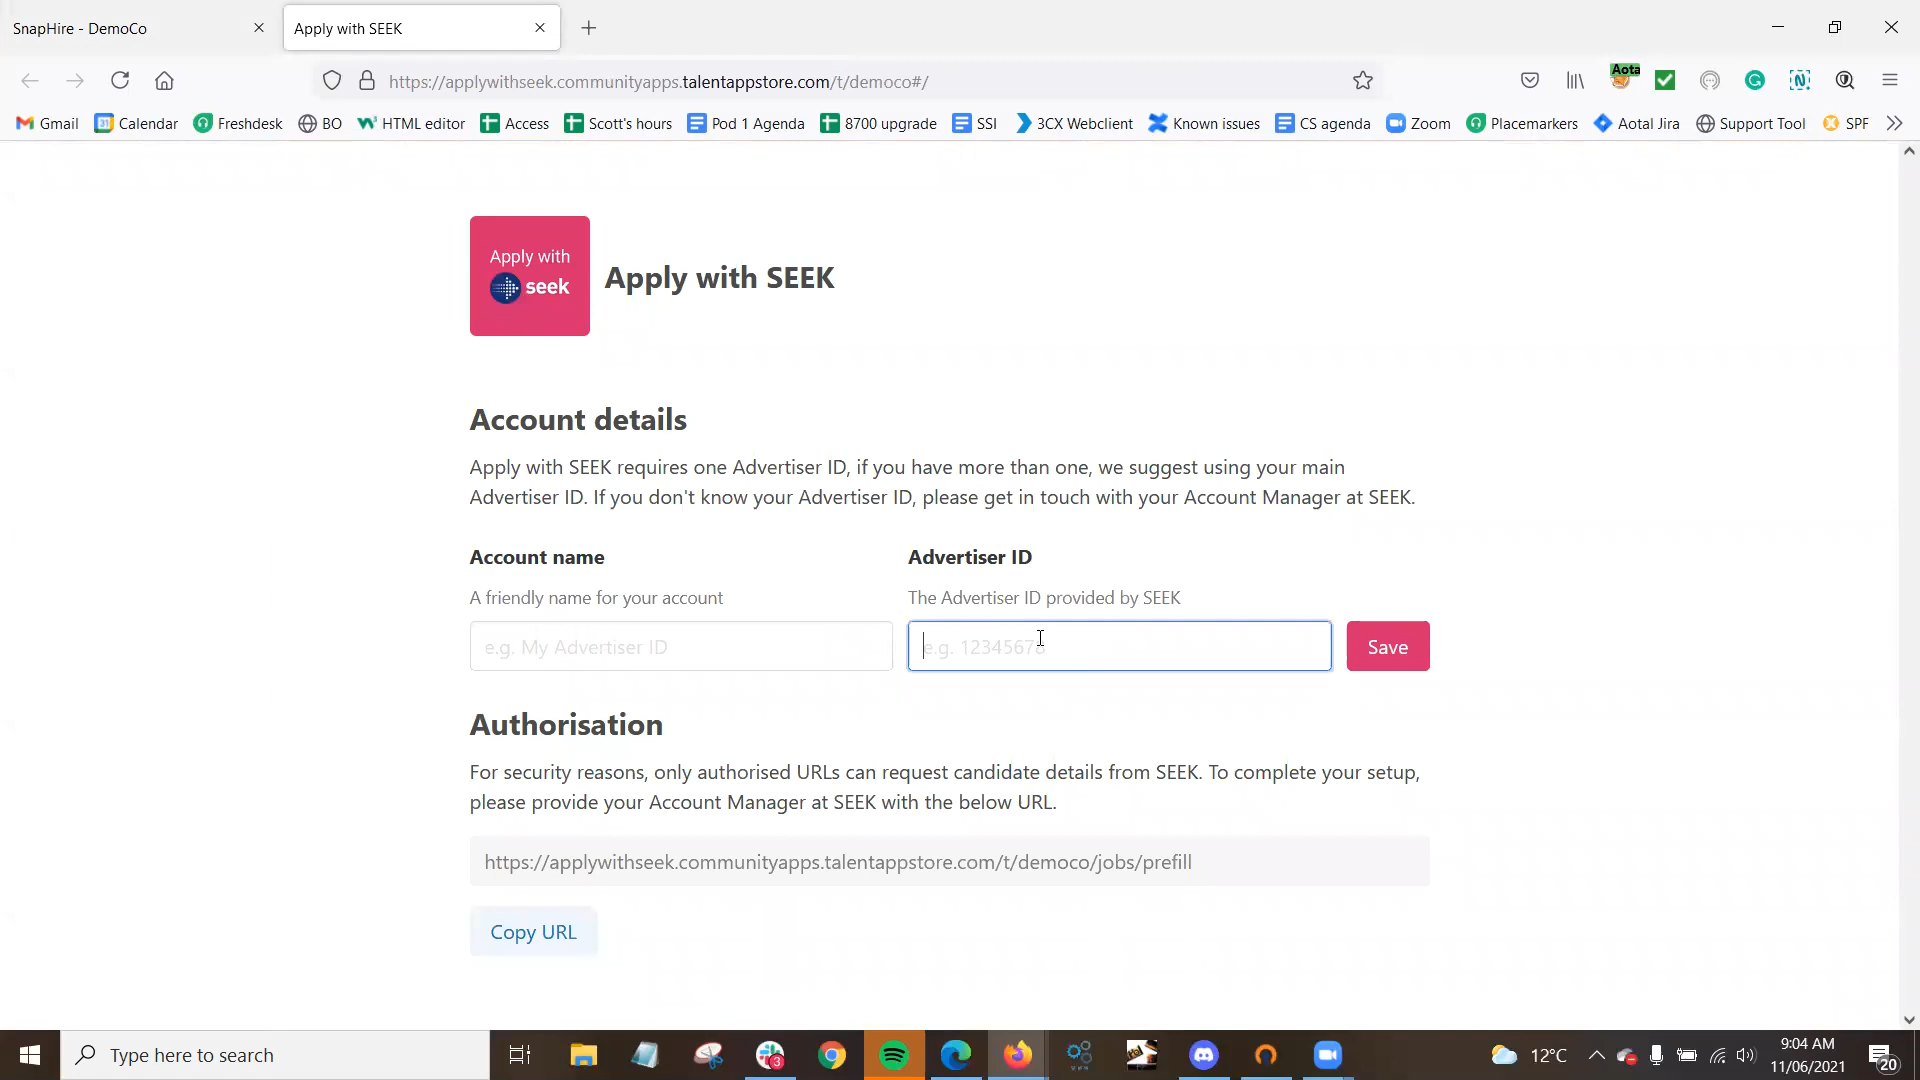 SnapHire - DemoCo
Apply with SEEK
https://applywithseek.communityapps.talentappstore.com/t/democo#/
Aota
Gmail
Calendar
Freshdesk
BO
HTML editor
Access
Scott's hours
Pod 1 Agenda
8700 upgrade
SSI
3CX Webclient
Known issues
CS agenda
Zoom
Placemarkers
Aotal Jira
Support Tool
SPF
Apply with
seek
Apply with SEEK
Account details
Apply with SEEK requires one Advertiser ID, if you have more than one, we suggest using your main
Advertiser ID. If you don't know your Advertiser ID, please get in touch with your Account Manager at SEEK.
Account name
Advertiser ID
A friendly name for your account
The Advertiser ID provided by SEEK
e.g. My Advertiser ID
e.g. 12345678
Save
Authorisation
For security reasons, only authorised URLs can request candidate details from SEEK. To complete your setup,
please provide your Account Manager at SEEK with the below URL.
https://applywithseek.communityapps.talentappstore.com/t/democo/jobs/prefill
Copy URL
Type here to search
3
VPN
12°C
9:04 AM
11/06/2021
20